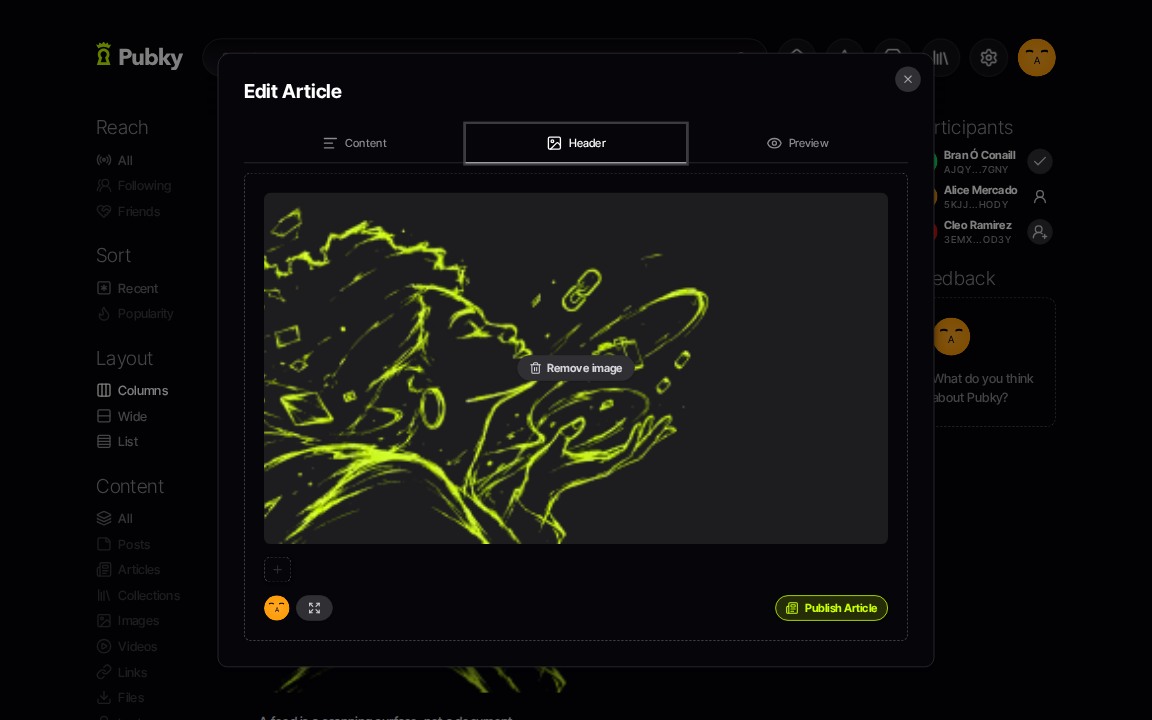 Pubky
Edit Article
Content
Header
Preview
Remove image
A
Publish Article
Reach
All
Following
Friends
Sort
Recent
Popularity
Layout
Columns
Wide
List
Content
All
Posts
Articles
Collections
Images
Videos
Links
Files
A
rticipants
Bran Ó Conaill
AJQY...7GNY
Alice Mercado
5KJJ...HODY
Cleo Ramirez
3EMX...OD3Y
edback
A
What do you think
about Pubky?